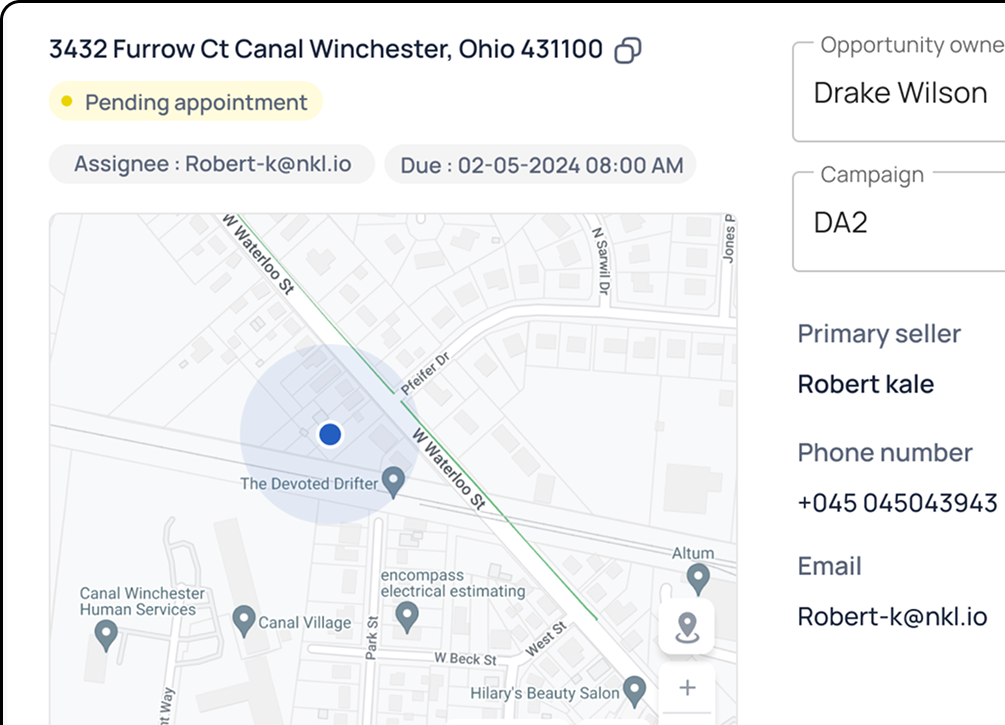 3432 Furrow Ct Canal Winchester, Ohio 431100
Pending appointment
Assignee : Robert-k@nkl.io
Due : 02-05-2024 08:00 AM
W Waterloo St
N Sarwil Dr
Jones P
Pfeifer Dr
W Waterloo St
The Devoted Drifter
Altum
encompass
electrical estimating
Canal Winchester
Human Services
Canal Village
Park St
West St
W Beck St
Hilary's Beauty Salon
nt Way
+
Opportunity owne
Drake Wilson
Campaign
DA2
Primary seller
Robert kale
Phone number
+045 045043943
Email
Robert-k@nkl.io